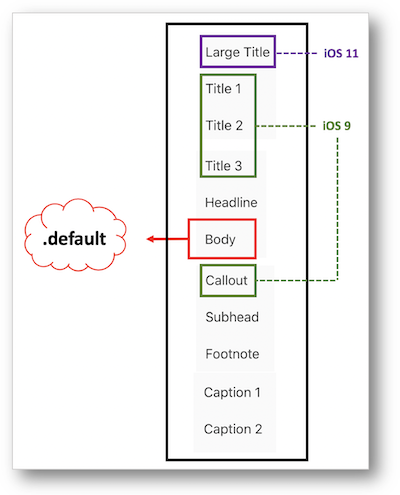 Large Title
iOS 11
Title 1
Title 2
iOS 9
Title 3
Headline
.default
Body
Callout
Subhead
Footnote
Caption 1
Caption 2